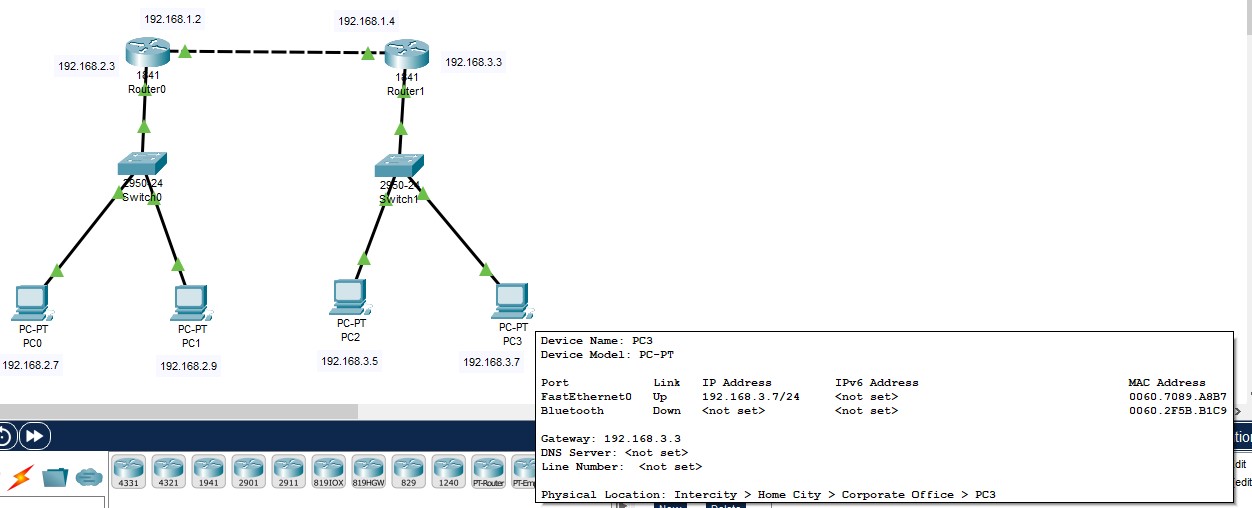 192.168.1.2
192.168.1.4
192.168.2.3
192.168.3.3
1841
Router0
1841
Router1
2950-24
Switch0
2950-24
Switch1
PC-PT
PC0
PC-PT
PC1
PC-PT
PC2
PC-PT
PC3
192.168.2.7
192.168.2.9
192.168.3.5
192.168.3.7
Device Name: PC3
Device Model: PC-PT
Port Link IP Address IPv6 Address MAC Address
FastEthernet0 Up 192.168.3.7/24 <not set> 0060.7089.A8B7
Bluetooth Down <not set> <not set> 0060.2F5B.B1C9
Gateway: 192.168.3.3
DNS Server: <not set>
Line Number: <not set>
Physical Location: Intercity > Home City > Corporate Office > PC3
4331 4321 1941 2901 2911 819IOX 819HGW 829 1240 PT-Router